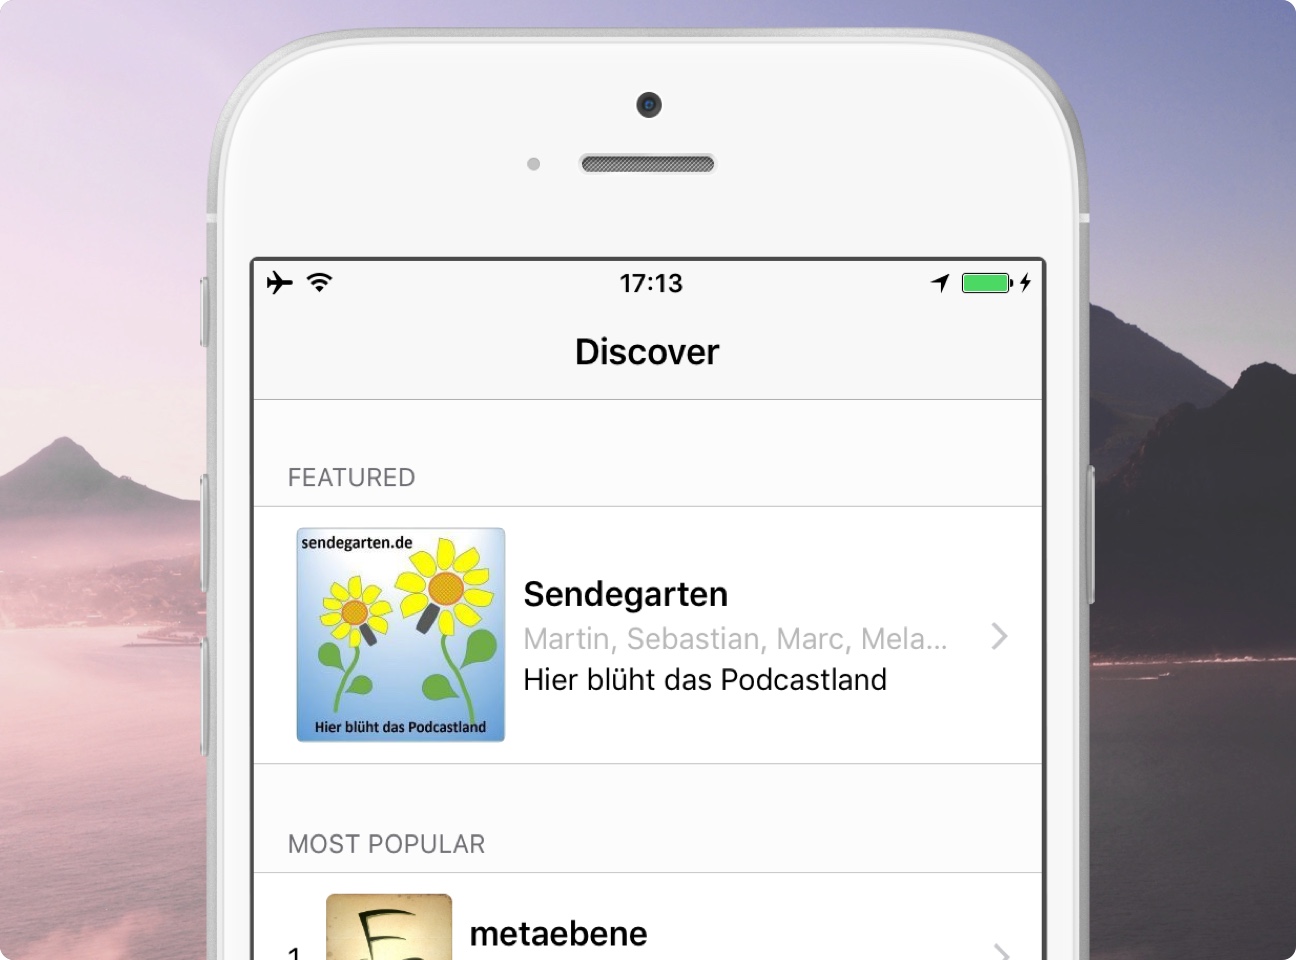 17:13
Discover
FEATURED
sendegarten.de
Hier blüht das Podcastland
Sendegarten
Martin, Sebastian, Marc, Mela...
Hier blüht das Podcastland
MOST POPULAR
1
metaebene